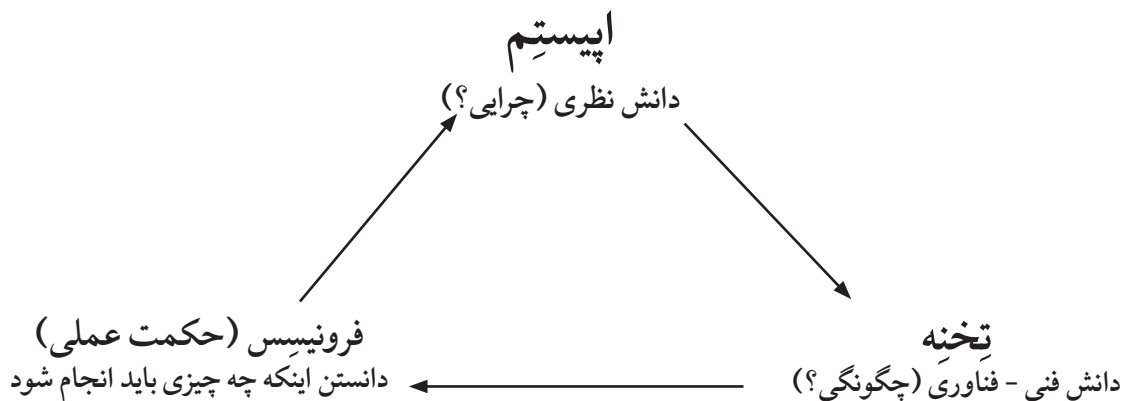 اپیستِم
دانش نظری (چرایی؟)
تِخنِه
دانش فنی - فناوری (چگونگی؟)
فرونیسِس (حکمت عملی)
دانستن اینکه چه چیزی باید انجام شود